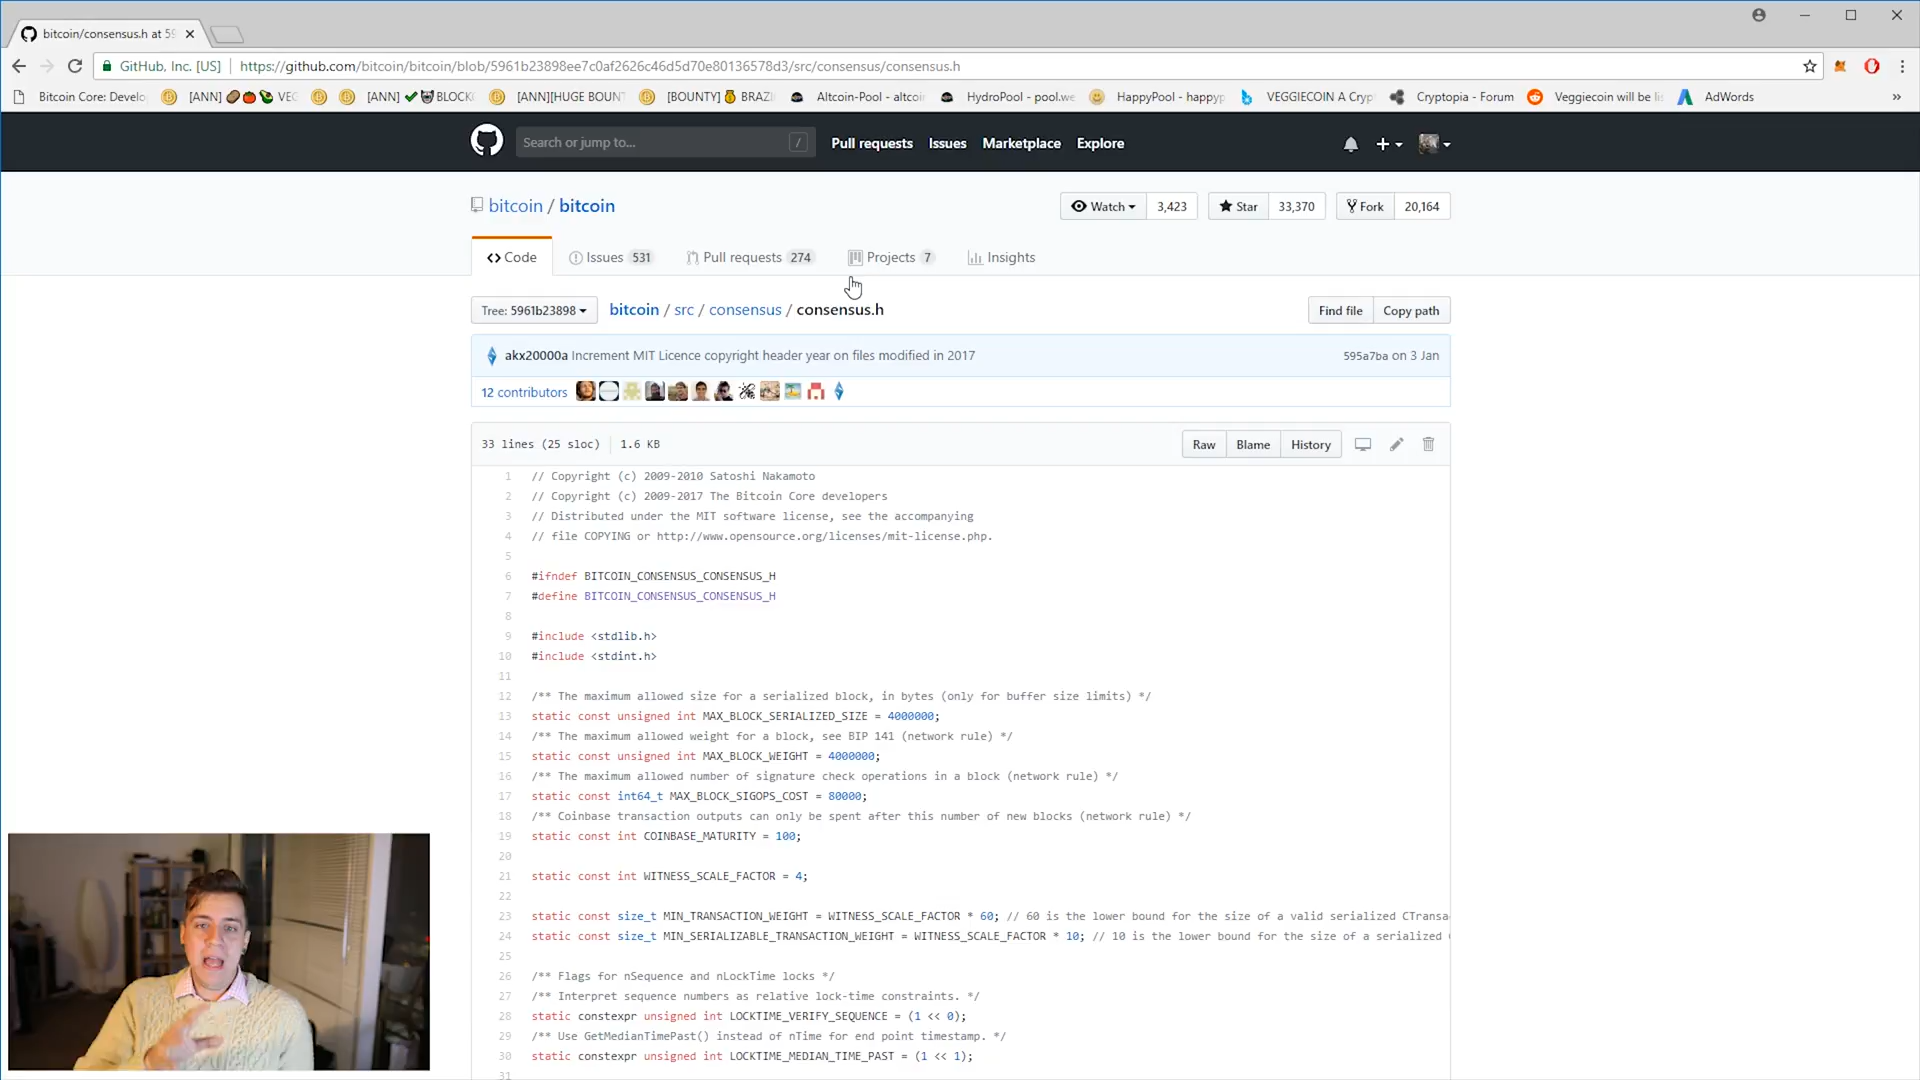 bitcoin/consensus.h at 59
GitHub, Inc. [US] https://github.com/bitcoin/bitcoin/blob/5961b23898ee7c0af2626c46d5d70e80136578d3/src/consensus/consensus.h
Bitcoin Core: Develo [ANN] VEG [ANN] BLOCK [ANN][HUGE BOUNT [BOUNTY] BRAZI Altcoin-Pool - altcoi HydroPool - pool.we HappyPool - happyp VEGGIECOIN A Cryp Cryptopia - Forum Veggiecoin will be li AdWords »
Search or jump to... / Pull requests Issues Marketplace Explore
bitcoin / bitcoin Watch 3,423 Star 33,370 Fork 20,164
Code Issues 531 Pull requests 274 Projects 7 Insights
Tree: 5961b23898 bitcoin / src / consensus / consensus.h Find file Copy path
akx20000a Increment MIT Licence copyright header year on files modified in 2017 595a7ba on 3 Jan
12 contributors
33 lines (25 sloc) 1.6 KB Raw Blame History
1 // Copyright (c) 2009-2010 Satoshi Nakamoto
2 // Copyright (c) 2009-2017 The Bitcoin Core developers
3 // Distributed under the MIT software license, see the accompanying
4 // file COPYING or http://www.opensource.org/licenses/mit-license.php.
5
6 #ifndef BITCOIN_CONSENSUS_CONSENSUS_H
7 #define BITCOIN_CONSENSUS_CONSENSUS_H
8
9 #include <stdlib.h>
10 #include <stdint.h>
11
12 /** The maximum allowed size for a serialized block, in bytes (only for buffer size limits) */
13 static const unsigned int MAX_BLOCK_SERIALIZED_SIZE = 4000000;
14 /** The maximum allowed weight for a block, see BIP 141 (network rule) */
15 static const unsigned int MAX_BLOCK_WEIGHT = 4000000;
16 /** The maximum allowed number of signature check operations in a block (network rule) */
17 static const int64_t MAX_BLOCK_SIGOPS_COST = 80000;
18 /** Coinbase transaction outputs can only be spent after this number of new blocks (network rule) */
19 static const int COINBASE_MATURITY = 100;
20
21 static const int WITNESS_SCALE_FACTOR = 4;
22
23 static const size_t MIN_TRANSACTION_WEIGHT = WITNESS_SCALE_FACTOR * 60; // 60 is the lower bound for the size of a valid serialized CTransa
24 static const size_t MIN_SERIALIZABLE_TRANSACTION_WEIGHT = WITNESS_SCALE_FACTOR * 10; // 10 is the lower bound for the size of a serialized
25
26 /** Flags for nSequence and nLockTime locks */
27 /** Interpret sequence numbers as relative lock-time constraints. */
28 static constexpr unsigned int LOCKTIME_VERIFY_SEQUENCE = (1 << 0);
29 /** Use GetMedianTimePast() instead of nTime for end point timestamp. */
30 static constexpr unsigned int LOCKTIME_MEDIAN_TIME_PAST = (1 << 1);
31